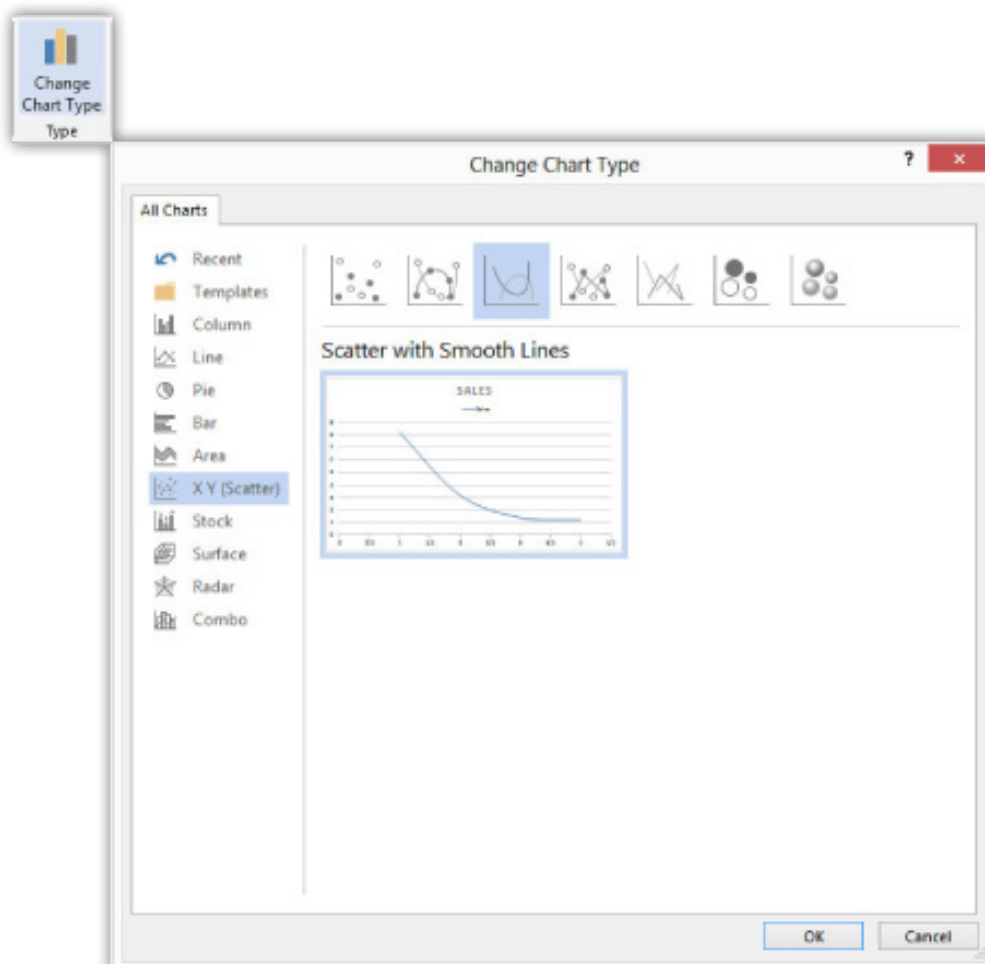 Change
Chart Type
Type
Change Chart Type
?
All Charts
Recent
Templates
Column
Line
Pie
Bar
Area
X Y (Scatter)
Stock
Surface
Radar
Combo
Scatter with Smooth Lines
SALES
OK
Cancel